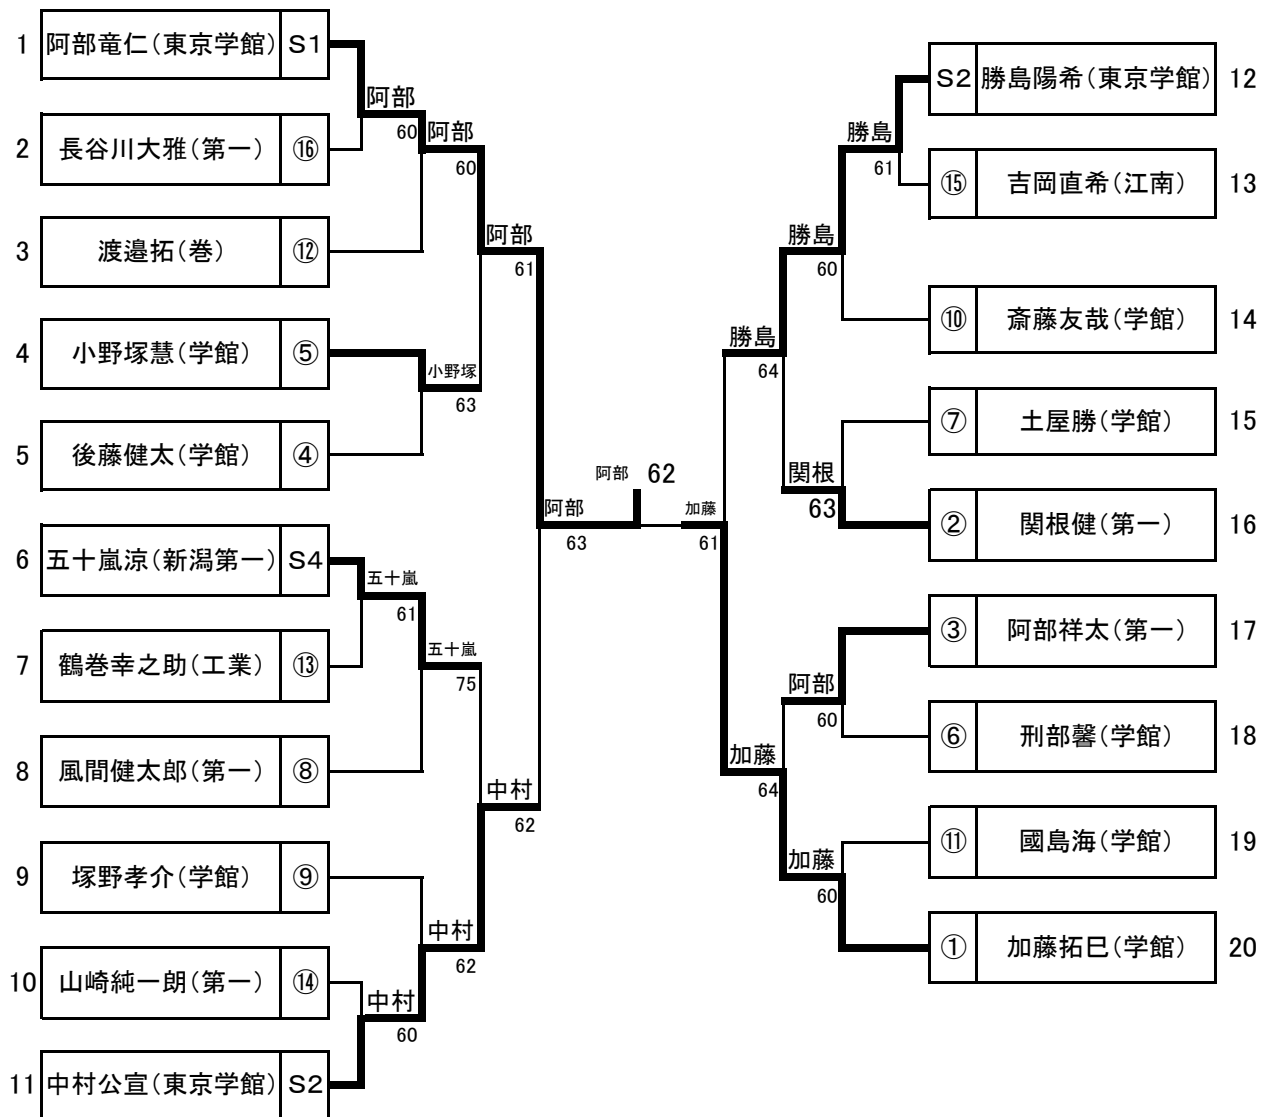 1 阿部竜仁(東京学館) S1
阿部
60
2 長谷川大雅(第一) ⑯
阿部
60
3 渡邉拓(巻) ⑫
阿部
61
4 小野塚慧(学館) ⑤
小野塚
63
5 後藤健太(学館) ④
阿部
63
6 五十嵐涼(新潟第一) S4
五十嵐
61
7 鶴巻幸之助(工業) ⑬
五十嵐
75
8 風間健太郎(第一) ⑧
中村
62
9 塚野孝介(学館) ⑨
中村
62
10 山崎純一朗(第一) ⑭
中村
60
11 中村公宣(東京学館) S2
阿部 62
S2 勝島陽希(東京学館) 12
勝島
61
⑮ 吉岡直希(江南) 13
勝島
60
⑩ 斎藤友哉(学館) 14
勝島
64
⑦ 土屋勝(学館) 15
関根
63
② 関根健(第一) 16
加藤
61
③ 阿部祥太(第一) 17
阿部
60
⑥ 刑部馨(学館) 18
加藤
64
⑪ 國島海(学館) 19
加藤
60
① 加藤拓巳(学館) 20